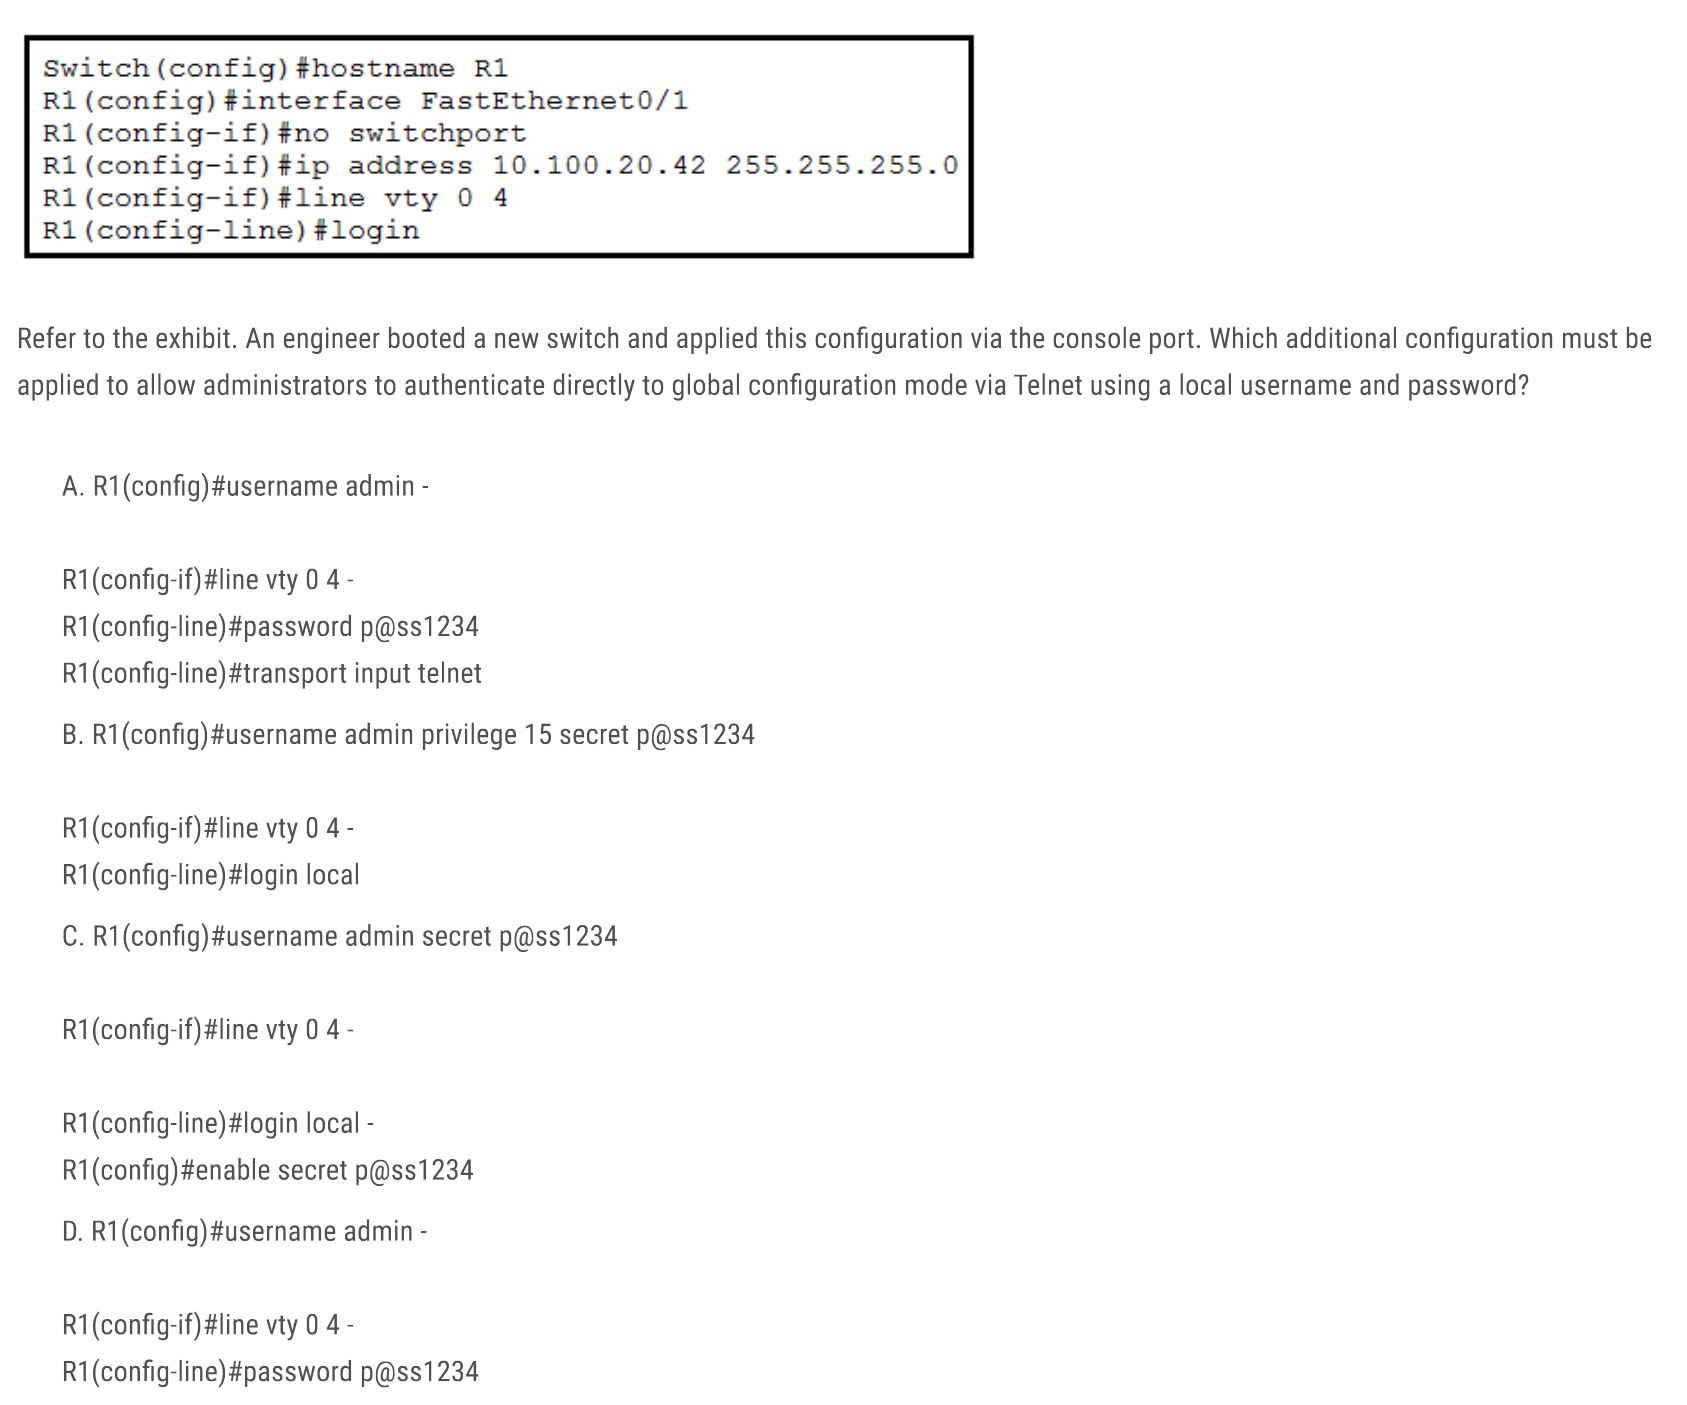 Switch(config)#hostname R1
R1(config)#interface FastEthernet0/1
R1(config-if)#no switchport
R1(config-if)#ip address 10.100.20.42 255.255.255.0
R1(config-if)#line vty 0 4
R1(config-line)#login
Refer to the exhibit. An engineer booted a new switch and applied this configuration via the console port. Which additional configuration must be
applied to allow administrators to authenticate directly to global configuration mode via Telnet using a local username and password?
A. R1(config)#username admin -
R1(config-if)#line vty 0 4 -
R1(config-line)#password p@ss1234
R1(config-line)#transport input telnet
B. R1(config)#username admin privilege 15 secret p@ss1234
R1(config-if)#line vty 0 4 -
R1(config-line)#login local
C. R1(config)#username admin secret p@ss1234
R1(config-if)#line vty 0 4 -
R1(config-line)#login local -
R1(config)#enable secret p@ss1234
D. R1(config)#username admin -
R1(config-if)#line vty 0 4 -
R1(config-line)#password p@ss1234